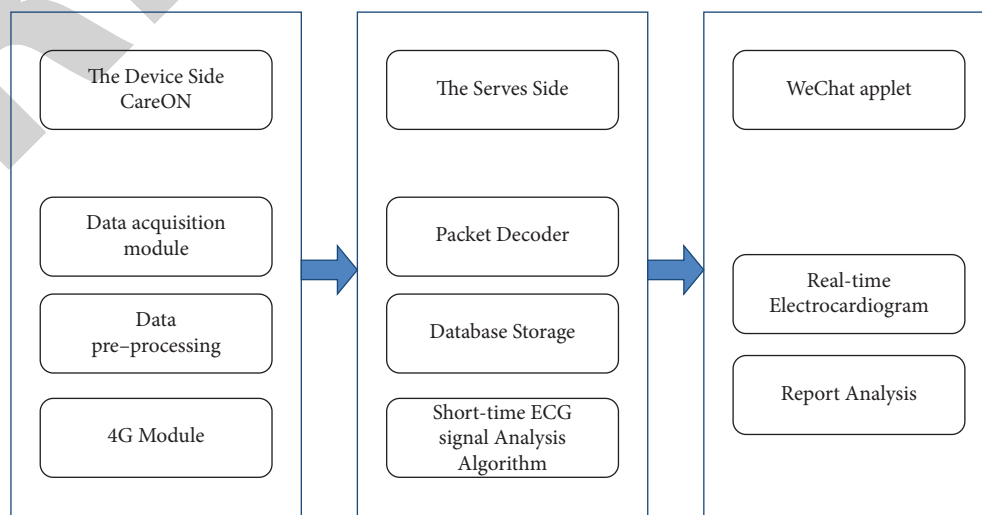 The Device Side
CareON
Data acquisition
module
Data
pre–processing
4G Module
The Serves Side
Packet Decoder
Database Storage
Short-time ECG
signal Analysis
Algorithm
WeChat applet
Real-time
Electrocardiogram
Report Analysis